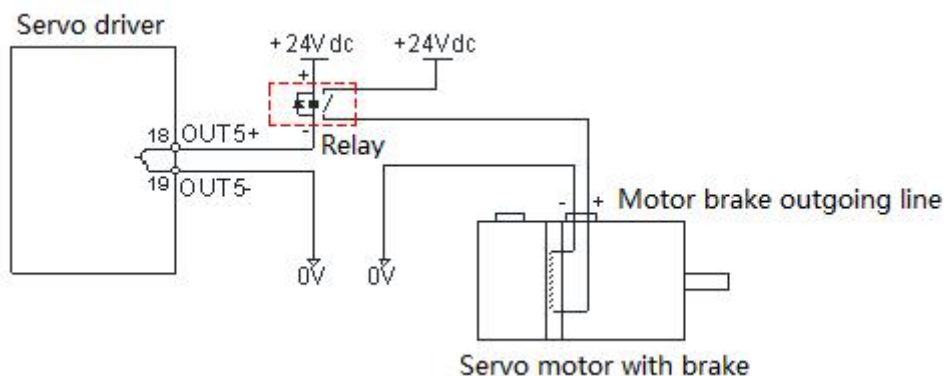 Servo driver
+24Vdc
+24Vdc
+
-
Relay
18 OUT5+
19 OUT5-
0V
0V
- +
Motor brake outgoing line
Servo motor with brake